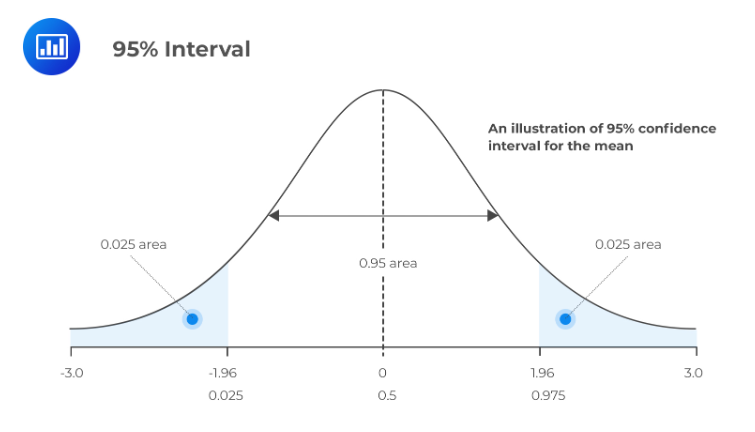 95% Interval
An illustration of 95% confidence
interval for the mean
0.025 area
0.025 area
0.95 area
-3.0
-1.96
0
1.96
3.0
0.025
0.5
0.975